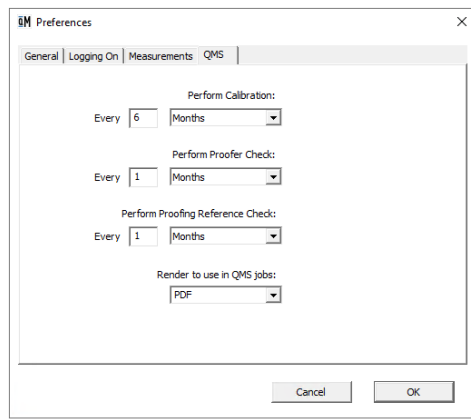 qM Preferences
General Logging On Measurements QMS
Perform Calibration:
Every 6 Months
Perform Proofer Check:
Every 1 Months
Perform Proofing Reference Check:
Every 1 Months
Render to use in QMS jobs:
PDF
Cancel OK